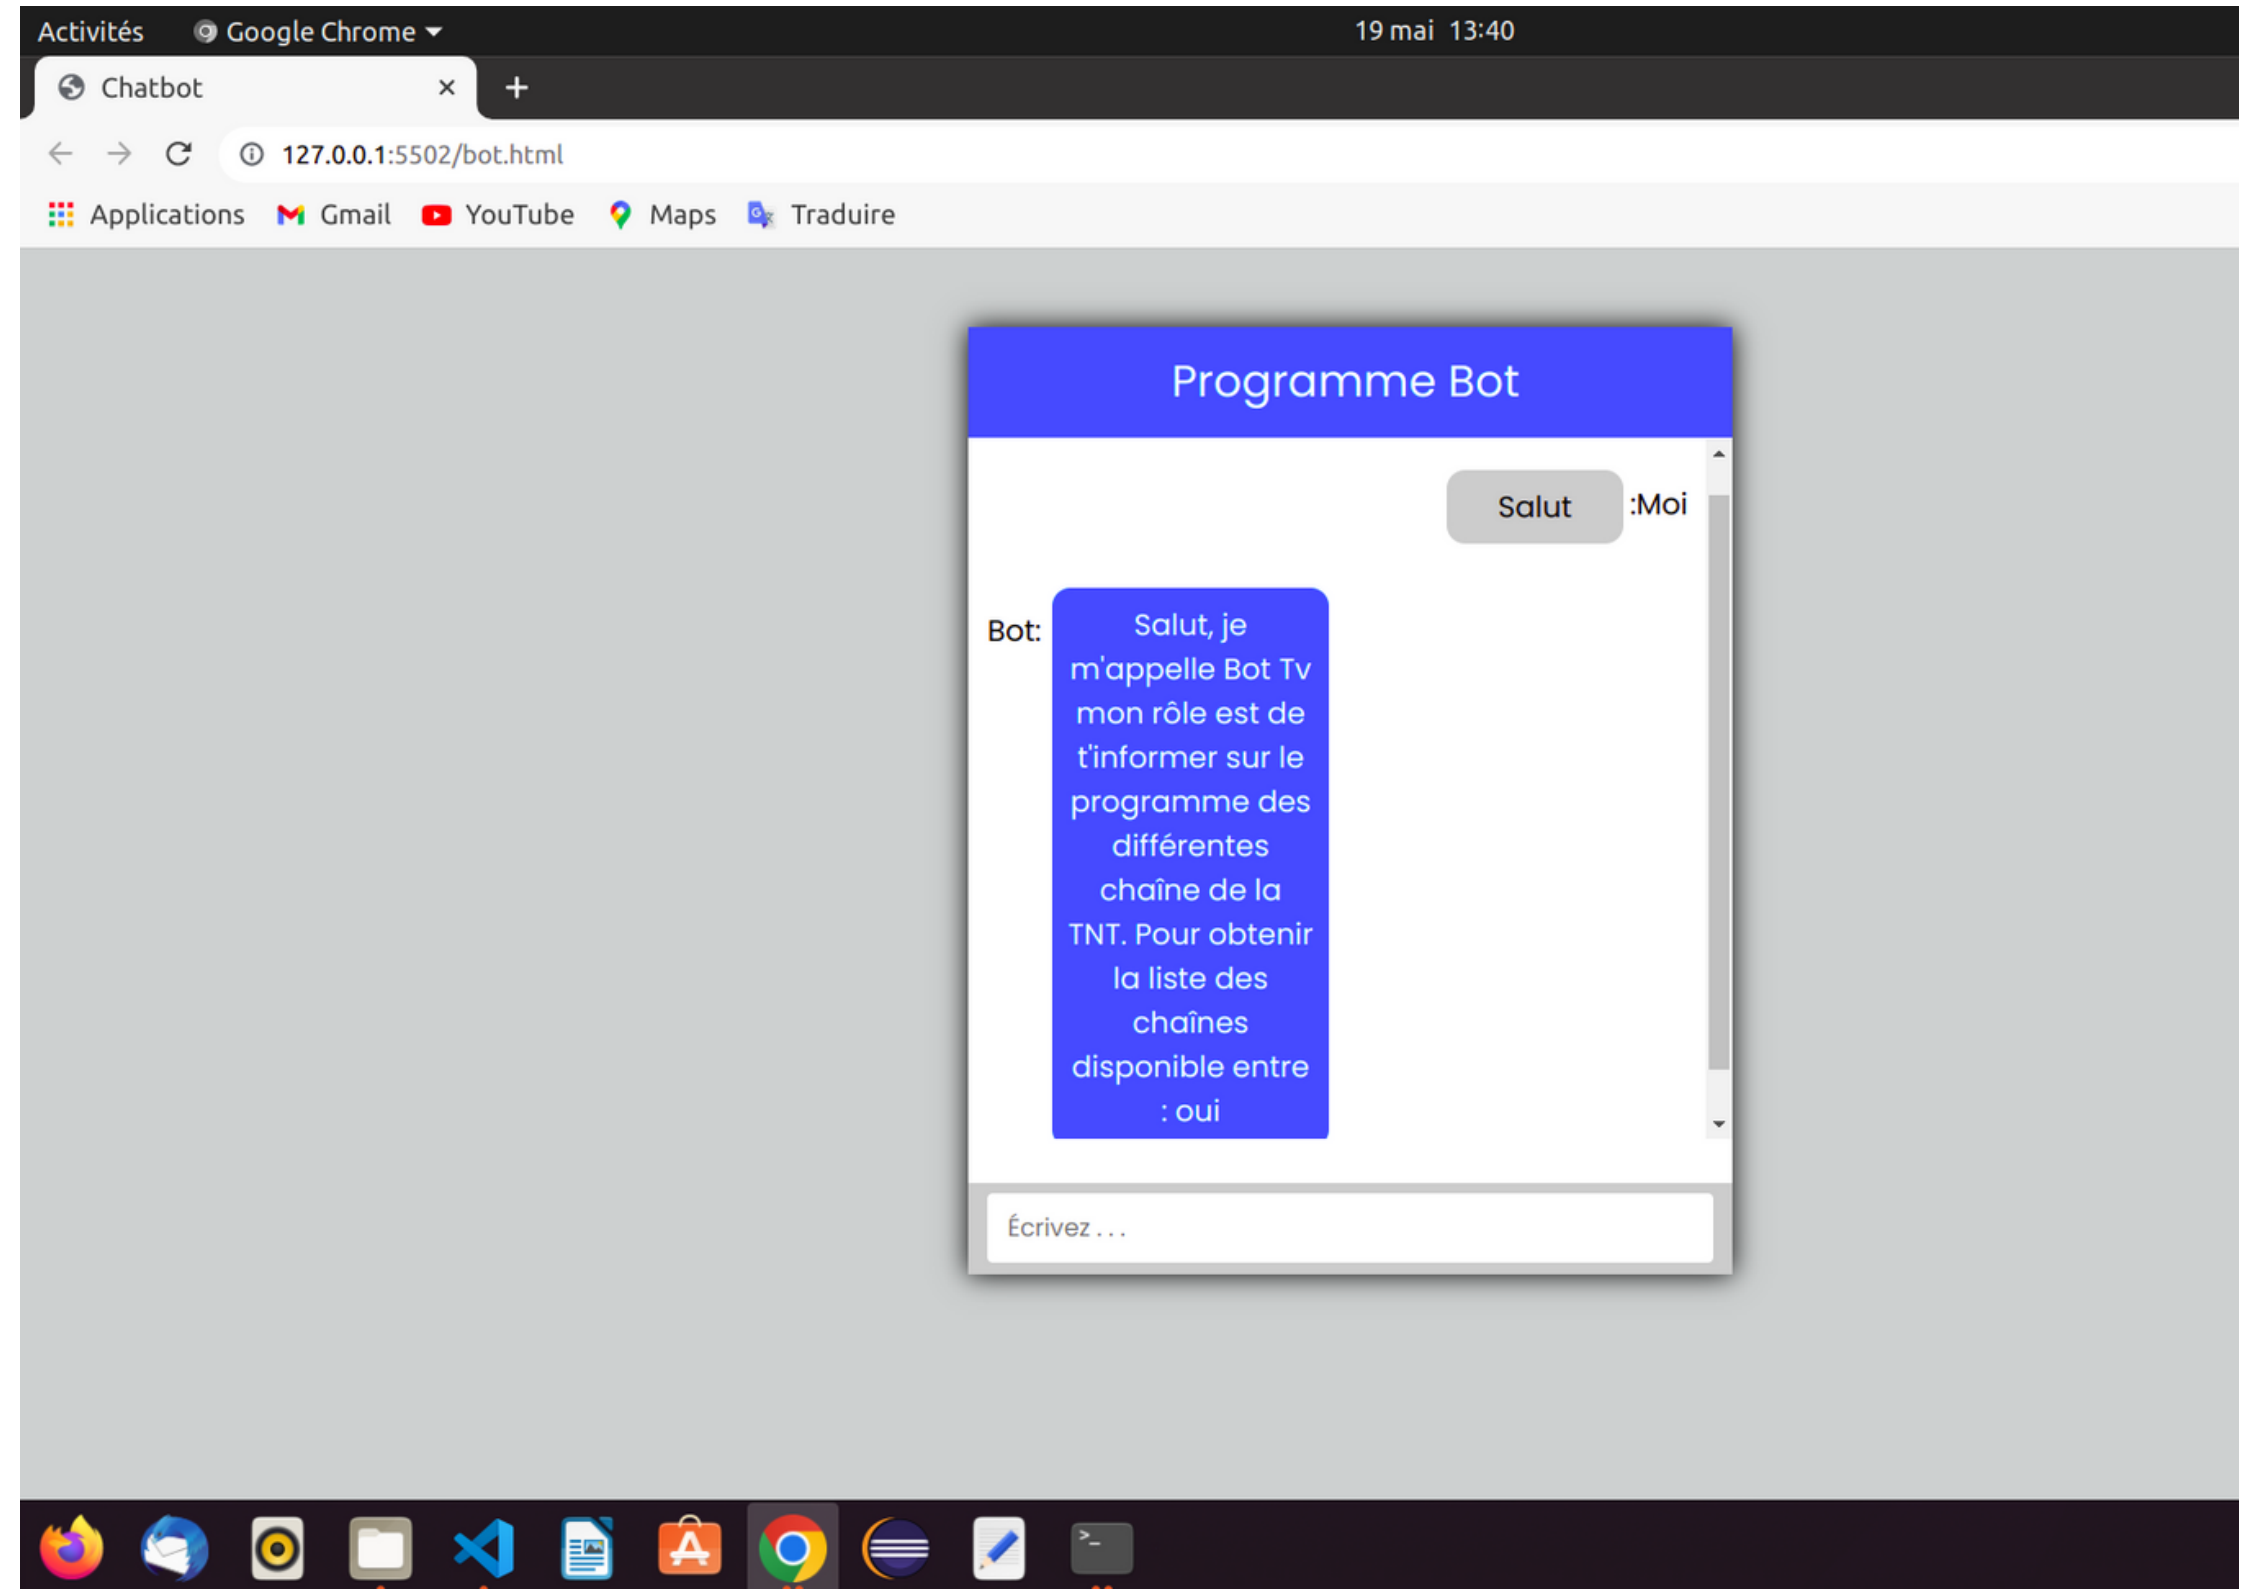 Activités Google Chrome 19 mai 13:40
Chatbot
127.0.0.1:5502/bot.html
Applications Gmail YouTube Maps Traduire
Programme Bot
Salut :Moi
Bot: Salut, je
m'appelle Bot Tv
mon rôle est de
t'informer sur le
programme des
différentes
chaîne de la
TNT. Pour obtenir
la liste des
chaînes
disponible entre
: oui
Écrivez . . .